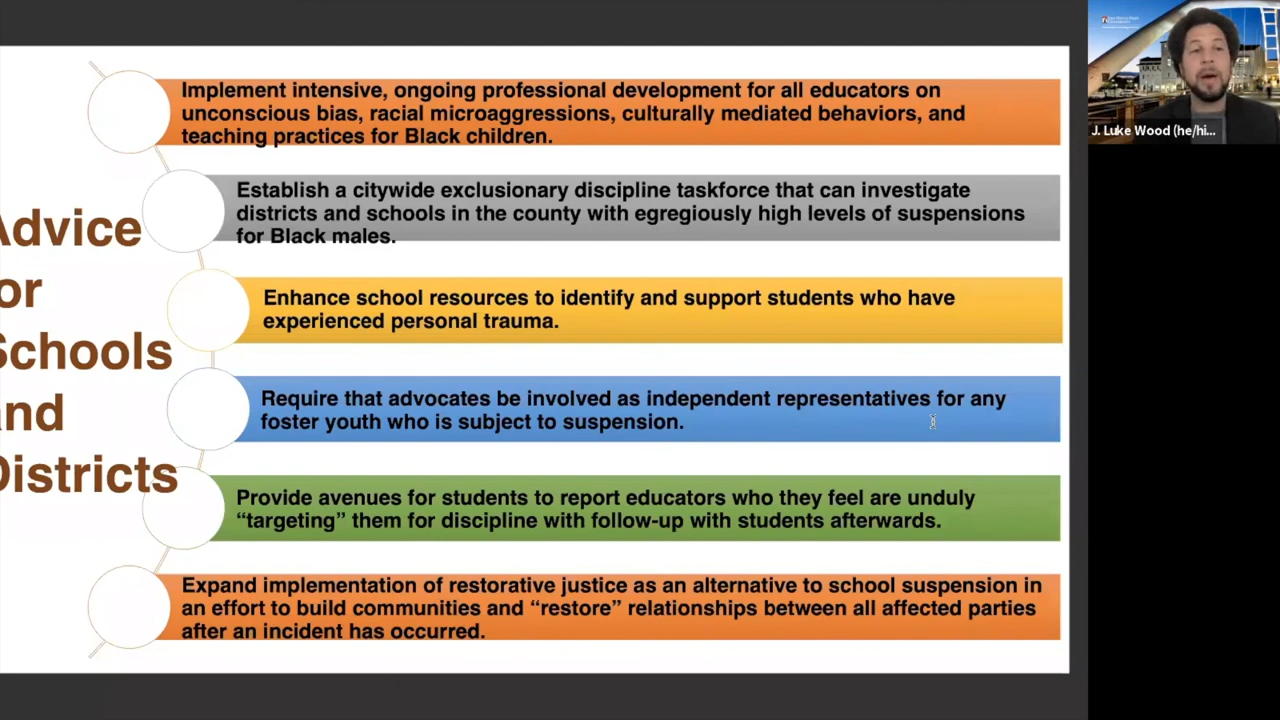 Advice
or
Schools
and
Districts
Implement intensive, ongoing professional development for all educators on
unconscious bias, racial microaggressions, culturally mediated behaviors, and
teaching practices for Black children.
Establish a citywide exclusionary discipline taskforce that can investigate
districts and schools in the county with egregiously high levels of suspensions
for Black males.
Enhance school resources to identify and support students who have
experienced personal trauma.
Require that advocates be involved as independent representatives for any
foster youth who is subject to suspension.
Provide avenues for students to report educators who they feel are unduly
“targeting” them for discipline with follow-up with students afterwards.
Expand implementation of restorative justice as an alternative to school suspension in
an effort to build communities and “restore” relationships between all affected parties
after an incident has occurred.
J. Luke Wood (he/hi...